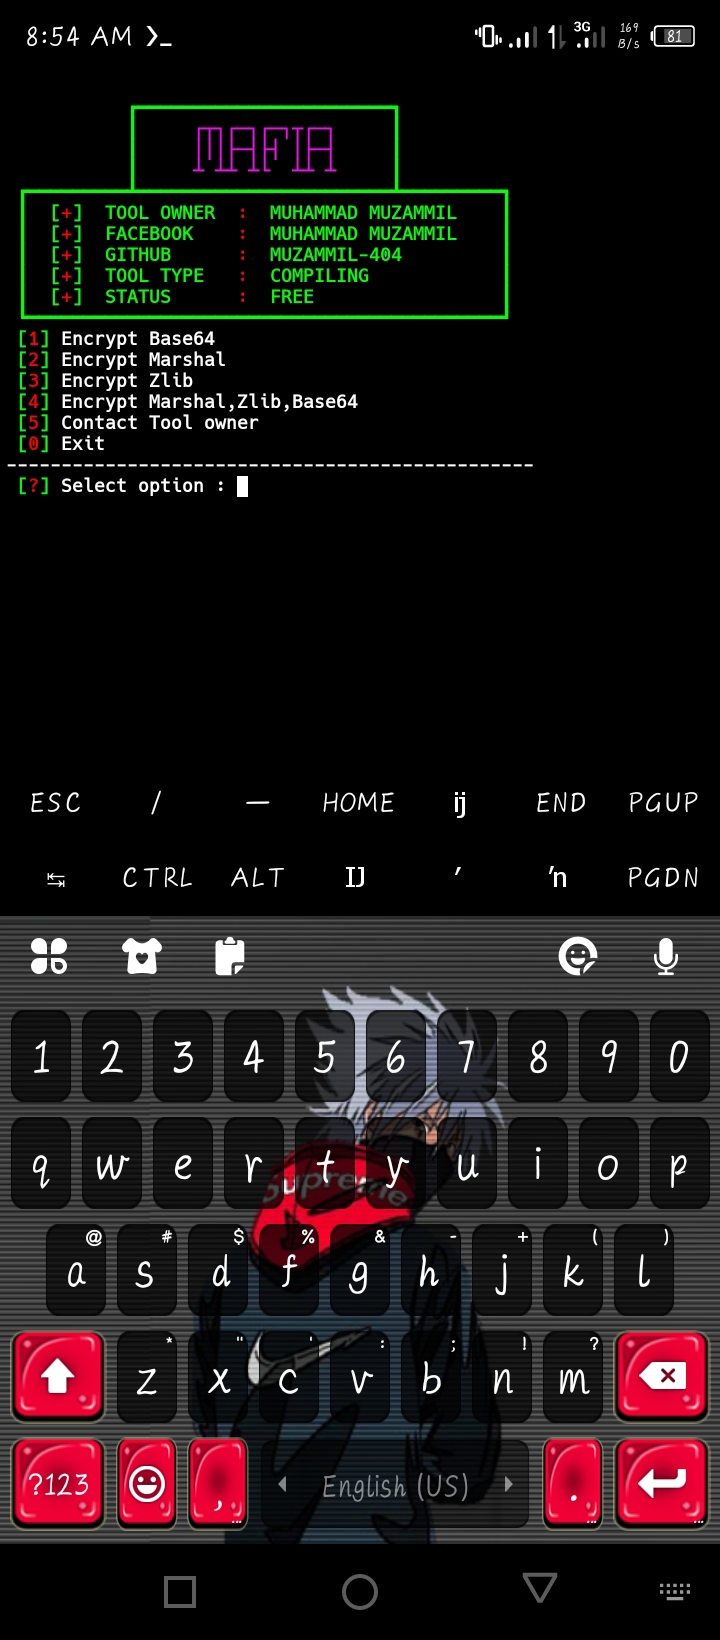 8:54 AM ❯_ 3G 169 B/s 81
MAFIA
[+] TOOL OWNER : MUHAMMAD MUZAMMIL
[+] FACEBOOK : MUHAMMAD MUZAMMIL
[+] GITHUB : MUZAMMIL-404
[+] TOOL TYPE : COMPILING
[+] STATUS : FREE
[1] Encrypt Base64
[2] Encrypt Marshal
[3] Encrypt Zlib
[4] Encrypt Marshal,Zlib,Base64
[5] Contact Tool owner
[0] Exit
------------------------------------------------
[?] Select option :
ESC / — HOME ĳ END PGUP
↹ CTRL ALT Ĳ ʼ ŉ PGDN
1 2 3 4 5 6 7 8 9 0
q w e r t y u i o p
Supreme
@ # $ % & - + ( )
a s d f g h j k l
* " ' : ; ! ?
z x c v b n m
?123 , English (US) .